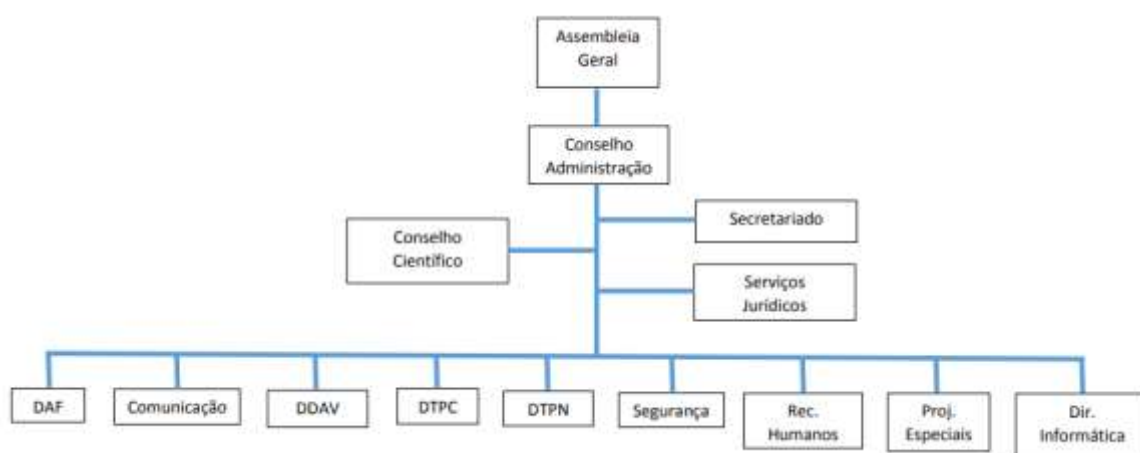 Assembleia
Geral
Conselho
Administração
Secretariado
Conselho
Científico
Serviços
Jurídicos
DAF
Comunicação
DDAV
DTPC
DTPN
Segurança
Rec.
Humanos
Proj.
Especiais
Dir.
Informática